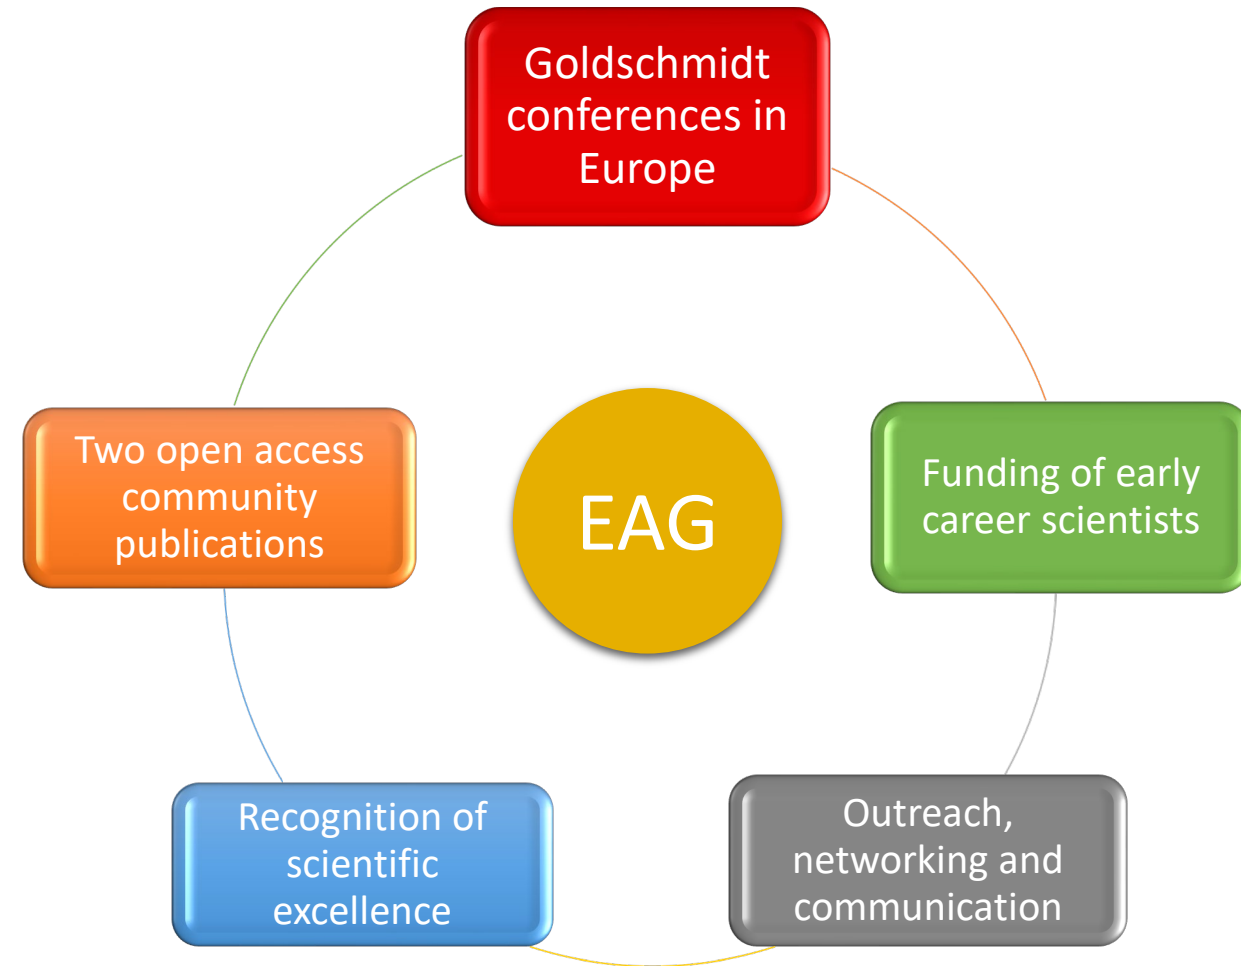 Goldschmidt
conferences in
Europe
Two open access
community
publications
EAG
Funding of early
career scientists
Recognition of
scientific
excellence
Outreach,
networking and
communication